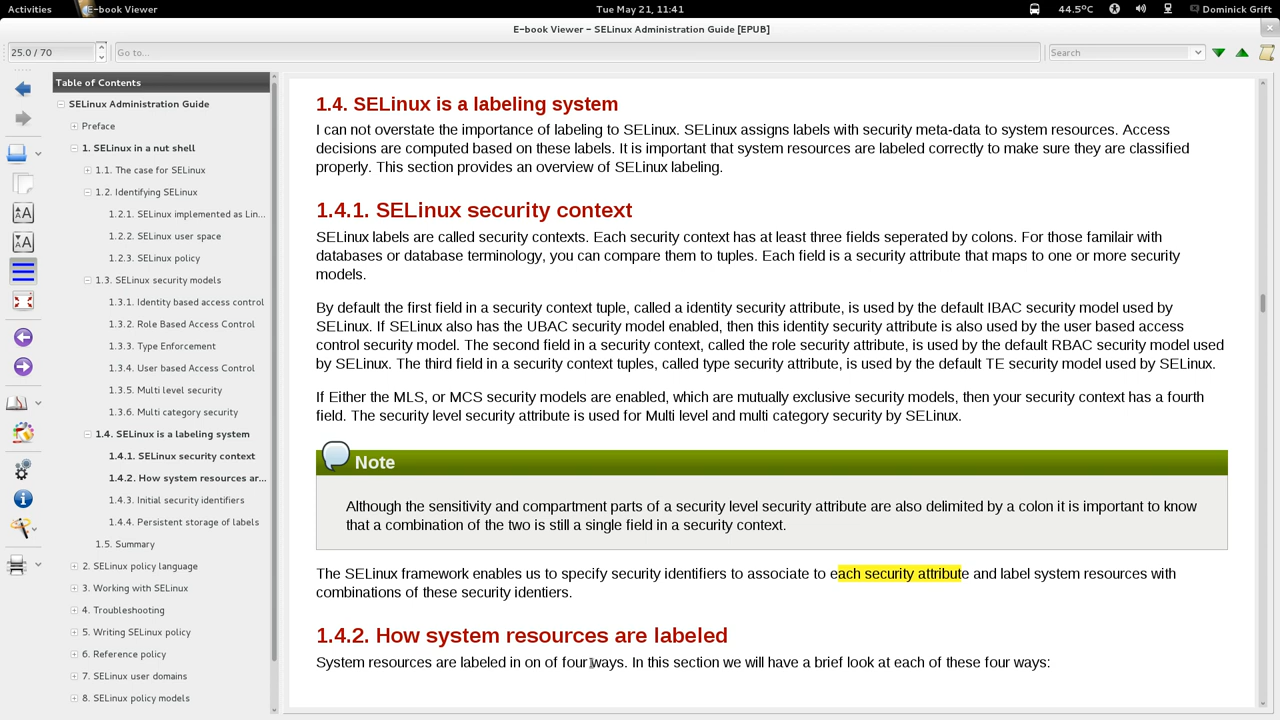 Activities E-book Viewer Tue May 21, 11:41 44.5°C Dominick Grift
E-book Viewer – SELinux Administration Guide [EPUB]
25.0 / 70 Go to... Search
Table of Contents
SELinux Administration Guide
Preface
1. SELinux in a nut shell
1.1. The case for SELinux
1.2. Identifying SELinux
1.2.1. SELinux implemented as Lin...
1.2.2. SELinux user space
1.2.3. SELinux policy
1.3. SELinux security models
1.3.1. Identity based access control
1.3.2. Role Based Access Control
1.3.3. Type Enforcement
1.3.4. User based Access Control
1.3.5. Multi level security
1.3.6. Multi category security
1.4. SELinux is a labeling system
1.4.1. SELinux security context
1.4.2. How system resources ar...
1.4.3. Initial security identifiers
1.4.4. Persistent storage of labels
1.5. Summary
2. SELinux policy language
3. Working with SELinux
4. Troubleshooting
5. Writing SELinux policy
6. Reference policy
7. SELinux user domains
8. SELinux policy models
1.4. SELinux is a labeling system
I can not overstate the importance of labeling to SELinux. SELinux assigns labels with security meta-data to system resources. Access
decisions are computed based on these labels. It is important that system resources are labeled correctly to make sure they are classified
properly. This section provides an overview of SELinux labeling.
1.4.1. SELinux security context
SELinux labels are called security contexts. Each security context has at least three fields seperated by colons. For those familair with
databases or database terminology, you can compare them to tuples. Each field is a security attribute that maps to one or more security
models.
By default the first field in a security context tuple, called a identity security attribute, is used by the default IBAC security model used by
SELinux. If SELinux also has the UBAC security model enabled, then this identity security attribute is also used by the user based access
control security model. The second field in a security context, called the role security attribute, is used by the default RBAC security model used
by SELinux. The third field in a security context tuples, called type security attribute, is used by the default TE security model used by SELinux.
If Either the MLS, or MCS security models are enabled, which are mutually exclusive security models, then your security context has a fourth
field. The security level security attribute is used for Multi level and multi category security by SELinux.
Note
Although the sensitivity and compartment parts of a security level security attribute are also delimited by a colon it is important to know
that a combination of the two is still a single field in a security context.
The SELinux framework enables us to specify security identifiers to associate to each security attribute and label system resources with
combinations of these security identiers.
1.4.2. How system resources are labeled
System resources are labeled in on of four ways. In this section we will have a brief look at each of these four ways: